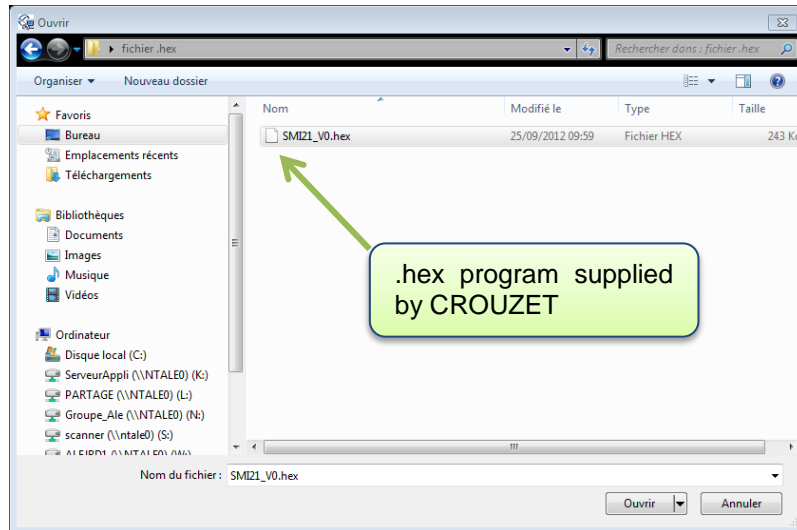 Ouvrir
fichier .hex
Rechercher dans : fichier .hex
Organiser
Nouveau dossier
Nom
Modifié le
Type
Taille
SMI21_V0.hex
25/09/2012 09:59
Fichier HEX
243 Ko
Favoris
Bureau
Emplacements récents
Téléchargements
Bibliothèques
Documents
Images
Musique
Vidéos
Ordinateur
Disque local (C:)
ServeurAppli (\\NTALE0) (K:)
PARTAGE (\\NTALE0) (L:)
Groupe_Ale (\\NTALE0) (N:)
scanner (\\ntale0) (S:)
.hex program supplied
by CROUZET
Nom du fichier :
SMI21_V0.hex
Ouvrir
Annuler